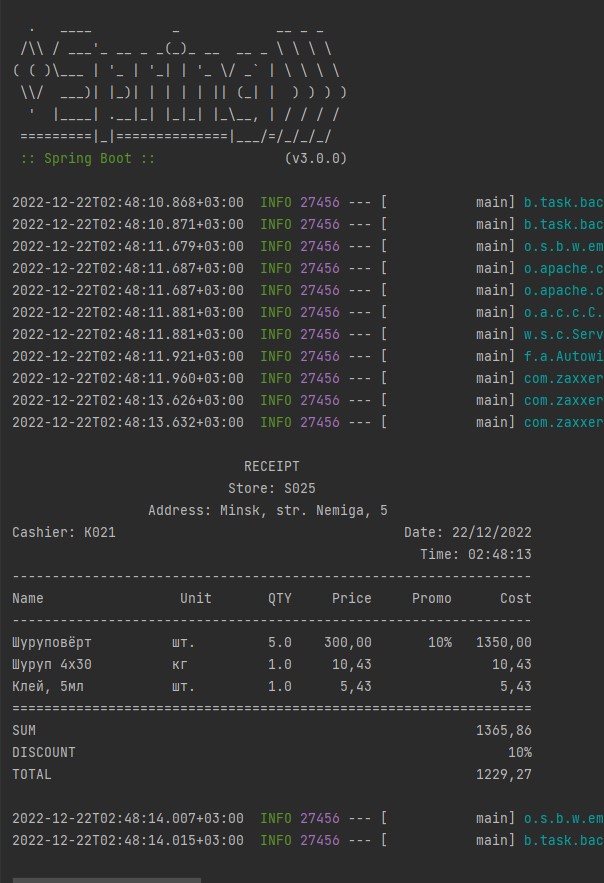 .   ____          _            __ _ _
 /\\ / ___'_ __ _ _(_)_ __  __ _ \ \ \ \
( ( )\___ | '_ | '_| | '_ \/ _` | \ \ \ \
 \\/  ___)| |_)| | | | | || (_| |  ) ) ) )
  '  |____| .__|_| |_|_| |_\__, | / / / /
 =========|_|==============|___/=/_/_/_/
 :: Spring Boot ::                (v3.0.0)
2022-12-22T02:48:10.868+03:00  INFO 27456 --- [           main] b.task.bac
2022-12-22T02:48:10.871+03:00  INFO 27456 --- [           main] b.task.bac
2022-12-22T02:48:11.679+03:00  INFO 27456 --- [           main] o.s.b.w.em
2022-12-22T02:48:11.687+03:00  INFO 27456 --- [           main] o.apache.c
2022-12-22T02:48:11.687+03:00  INFO 27456 --- [           main] o.apache.c
2022-12-22T02:48:11.881+03:00  INFO 27456 --- [           main] o.a.c.c.C.
2022-12-22T02:48:11.881+03:00  INFO 27456 --- [           main] w.s.c.Serv
2022-12-22T02:48:11.921+03:00  INFO 27456 --- [           main] f.a.Autowi
2022-12-22T02:48:11.960+03:00  INFO 27456 --- [           main] com.zaxxer
2022-12-22T02:48:13.626+03:00  INFO 27456 --- [           main] com.zaxxer
2022-12-22T02:48:13.632+03:00  INFO 27456 --- [           main] com.zaxxer
RECEIPT
Store: S025
Address: Minsk, str. Nemiga, 5
Cashier: K021                                    Date: 22/12/2022
Time: 02:48:13
-----------------------------------------------------------------
Name                 Unit       QTY     Price     Promo      Cost
-----------------------------------------------------------------
Шуруповёрт          шт.         5.0    300,00       10%   1350,00
Шуруп 4х30          кг          1.0     10,43               10,43
Клей, 5мл           шт.         1.0      5,43                5,43
=================================================================
SUM                                                       1365,86
DISCOUNT                                                      10%
TOTAL                                                     1229,27
2022-12-22T02:48:14.007+03:00  INFO 27456 --- [           main] o.s.b.w.em
2022-12-22T02:48:14.015+03:00  INFO 27456 --- [           main] b.task.bac